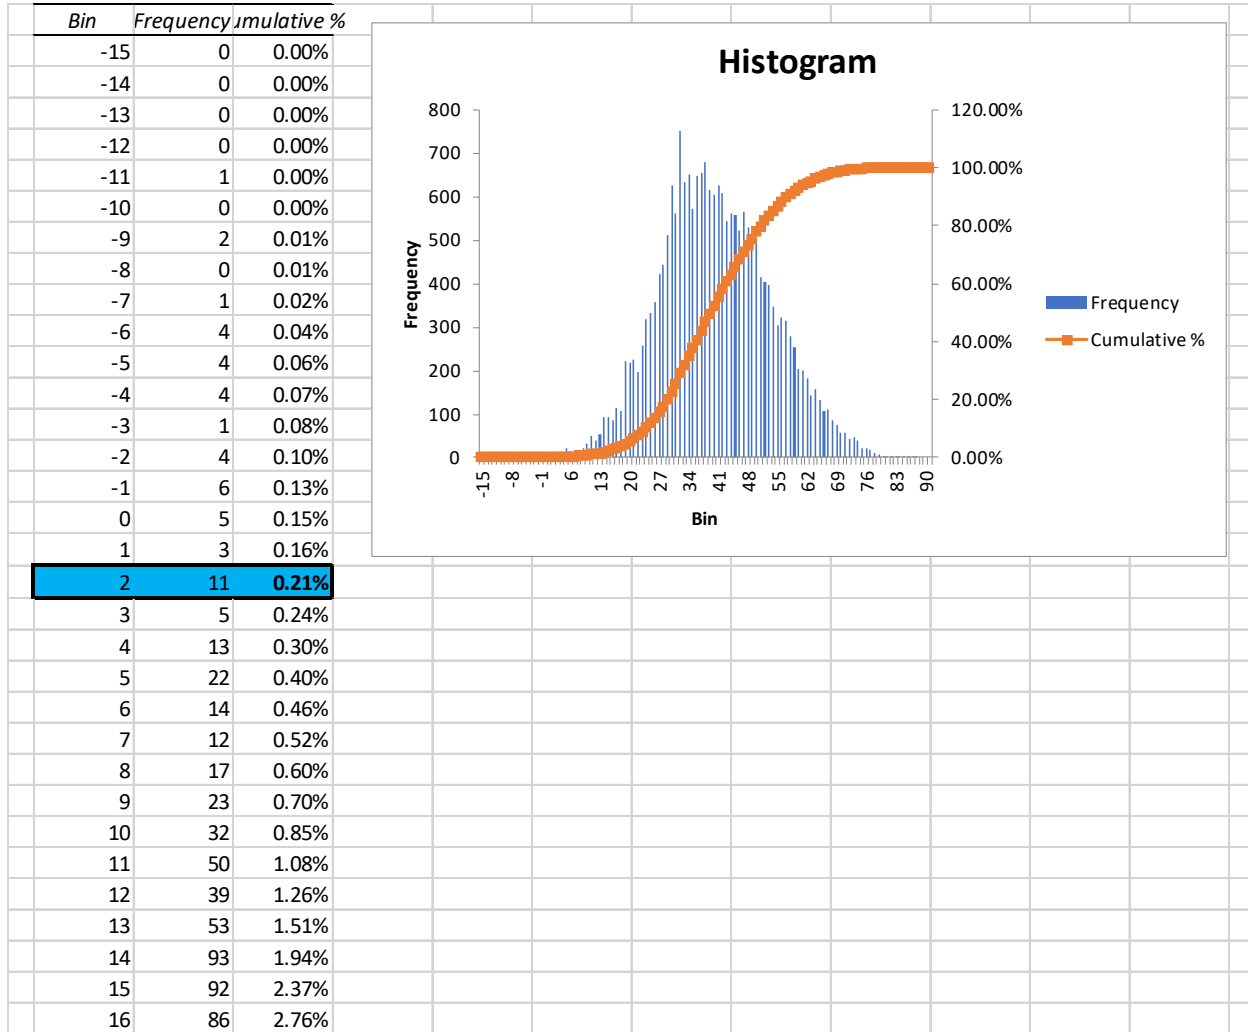 Bin Frequency umulative %
-15 0 0.00%
-14 0 0.00%
-13 0 0.00%
-12 0 0.00%
-11 1 0.00%
-10 0 0.00%
-9 2 0.01%
-8 0 0.01%
-7 1 0.02%
-6 4 0.04%
-5 4 0.06%
-4 4 0.07%
-3 1 0.08%
-2 4 0.10%
-1 6 0.13%
0 5 0.15%
1 3 0.16%
2 11 0.21%
3 5 0.24%
4 13 0.30%
5 22 0.40%
6 14 0.46%
7 12 0.52%
8 17 0.60%
9 23 0.70%
10 32 0.85%
11 50 1.08%
12 39 1.26%
13 53 1.51%
14 93 1.94%
15 92 2.37%
16 86 2.76%
Histogram
800 120.00%
700 100.00%
600 80.00%
500
400 60.00%
300 40.00%
200 20.00%
100
0 0.00%
Frequency
-15 -8 -1 6 13 20 27 34 41 48 55 62 69 76 83 90
Bin
Frequency
Cumulative %